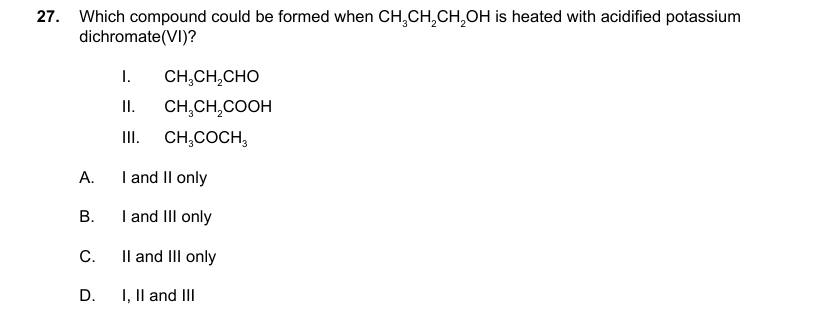 27. Which compound could be formed when CH₃CH₂CH₂OH is heated with acidified potassium
dichromate(VI)?
I. CH₃CH₂CHO
II. CH₃CH₂COOH
III. CH₃COCH₃
A. I and II only
B. I and III only
C. II and III only
D. I, II and III